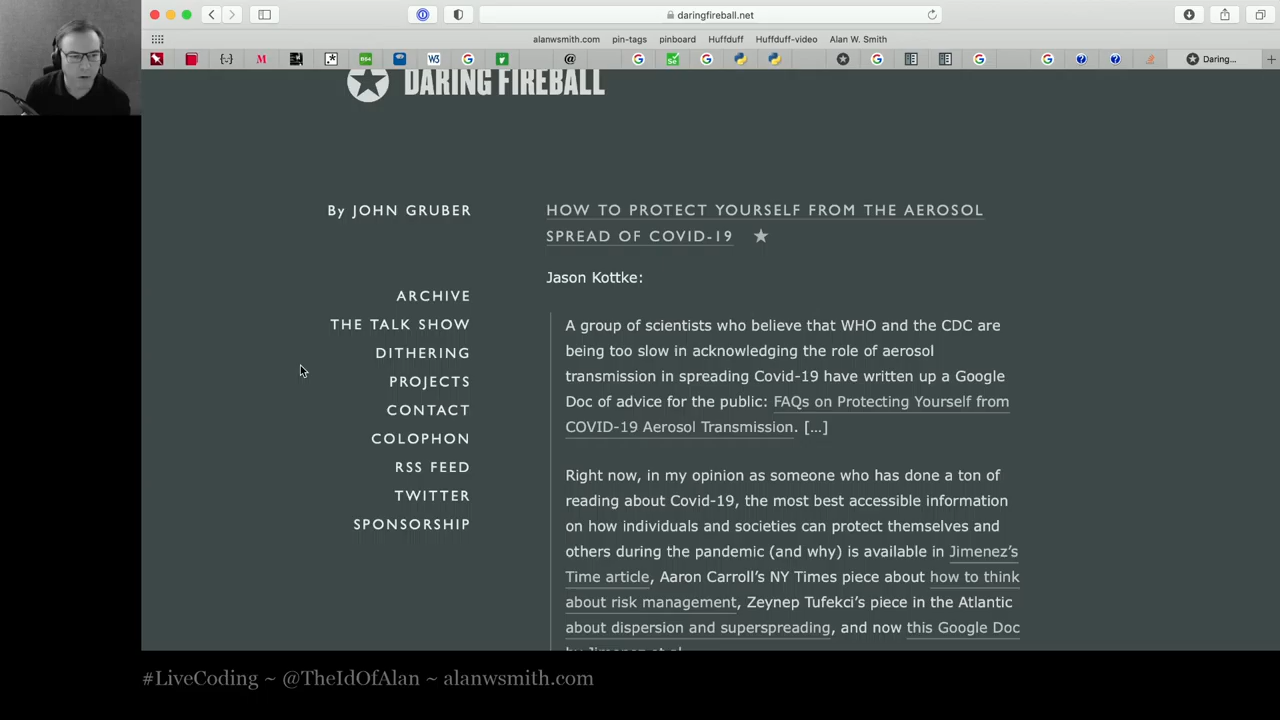 daringfireball.net
alanwsmith.com pin-tags pinboard Huffduff Huffduff-video Alan W. Smith
Daring...
DARING FIREBALL
By JOHN GRUBER
ARCHIVE
THE TALK SHOW
DITHERING
PROJECTS
CONTACT
COLOPHON
RSS FEED
TWITTER
SPONSORSHIP
HOW TO PROTECT YOURSELF FROM THE AEROSOL
SPREAD OF COVID-19 ★
Jason Kottke:
A group of scientists who believe that WHO and the CDC are
being too slow in acknowledging the role of aerosol
transmission in spreading Covid-19 have written up a Google
Doc of advice for the public: FAQs on Protecting Yourself from
COVID-19 Aerosol Transmission. [...]
Right now, in my opinion as someone who has done a ton of
reading about Covid-19, the most best accessible information
on how individuals and societies can protect themselves and
others during the pandemic (and why) is available in Jimenez’s
Time article, Aaron Carroll’s NY Times piece about how to think
about risk management, Zeynep Tufekci’s piece in the Atlantic
about dispersion and superspreading, and now this Google Doc
#LiveCoding ~ @TheIdOfAlan ~ alanwsmith.com